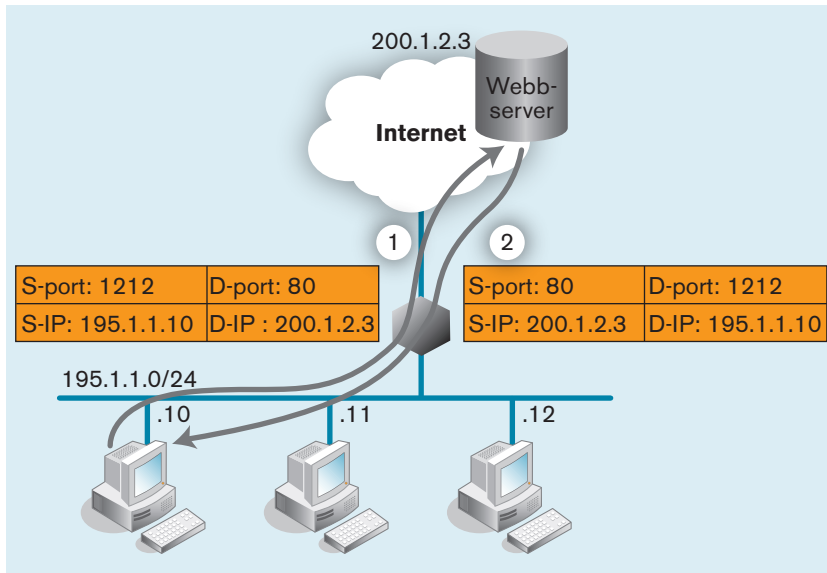 200.1.2.3
Webb-
server
Internet
1
2
S-port: 1212 D-port: 80
S-IP: 195.1.1.10 D-IP : 200.1.2.3
S-port: 80 D-port: 1212
S-IP: 200.1.2.3 D-IP: 195.1.1.10
195.1.1.0/24
.10
.11
.12